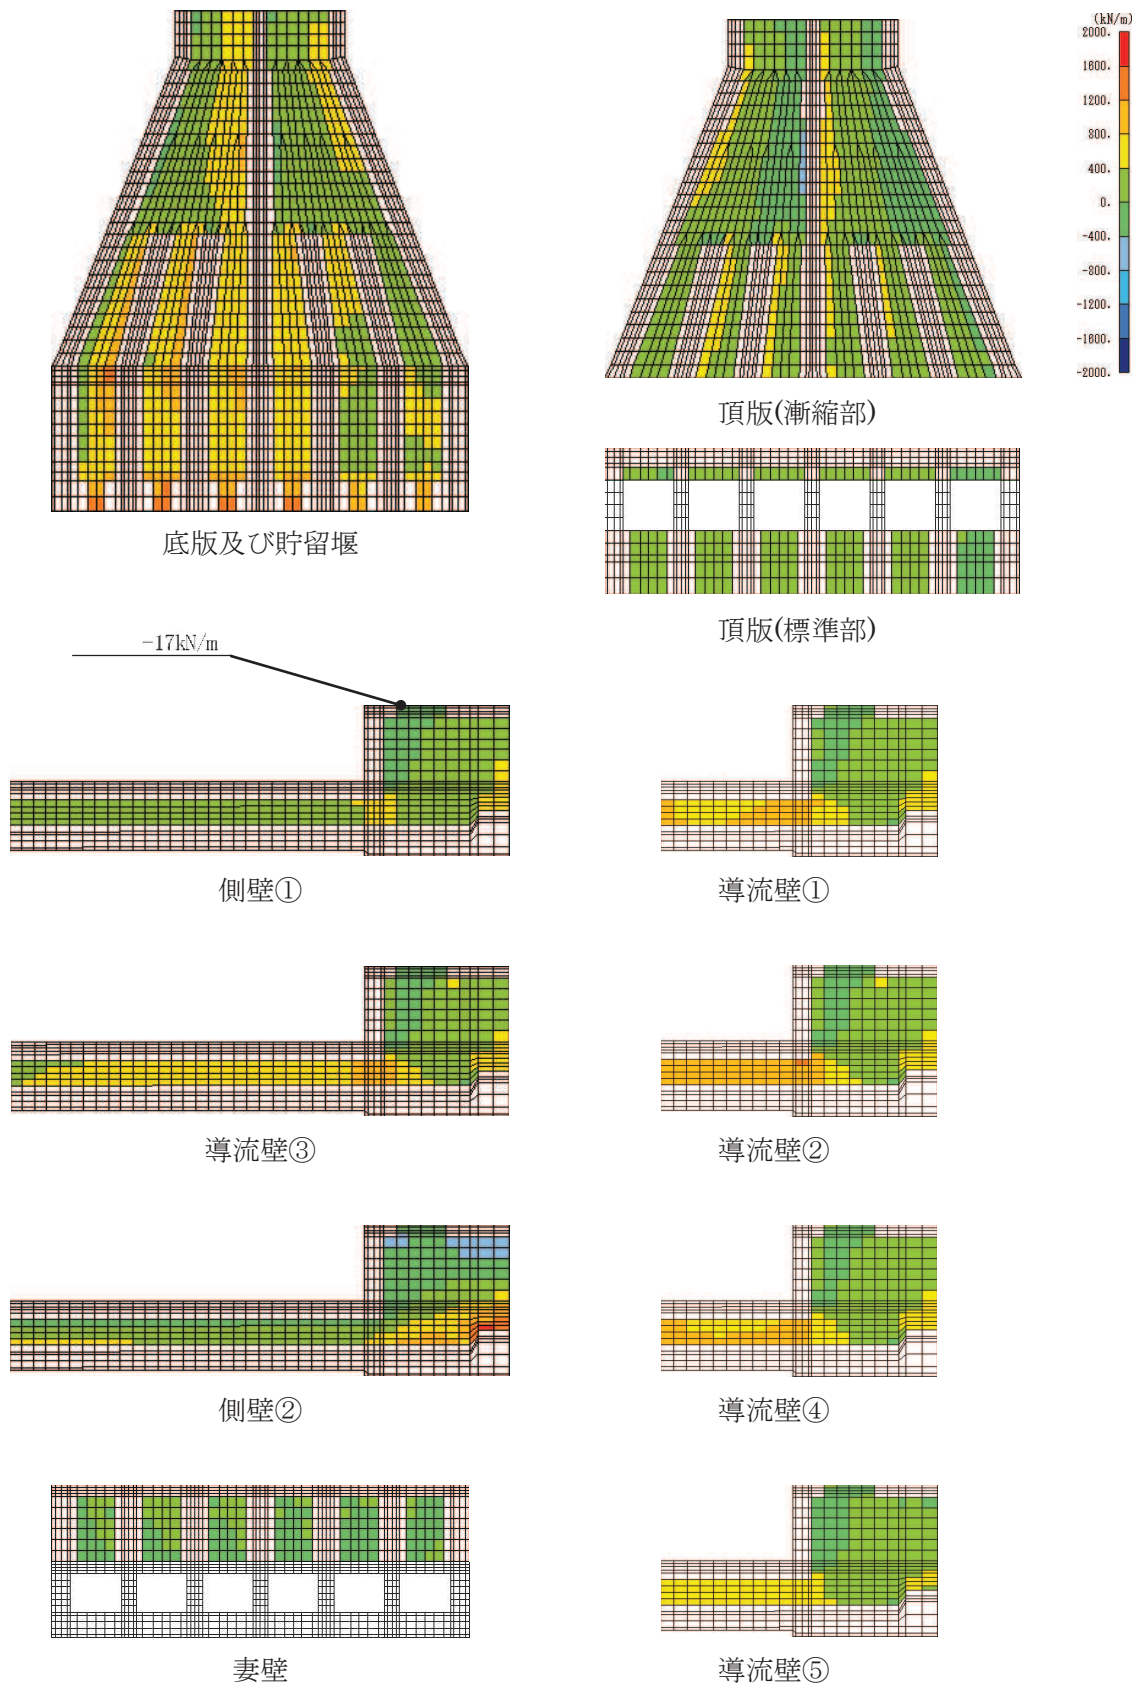 (kN/m)
2000.
1600.
1200.
800.
400.
0.
-400.
-800.
-1200.
-1600.
-2000.
頂版(漸縮部)
底版及び貯留堰
頂版(標準部)
-17kN/m
側壁①
導流壁①
導流壁③
導流壁②
側壁②
導流壁④
妻壁
導流壁⑤